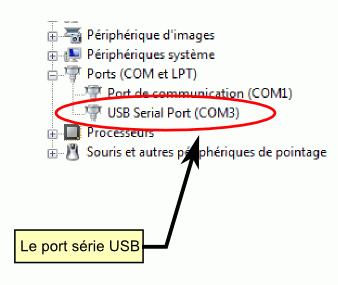 Périphérique d'images
Périphériques système
Ports (COM et LPT)
Port de communication (COM1)
USB Serial Port (COM3)
Processeurs
Souris et autres périphériques de pointage
Le port série USB